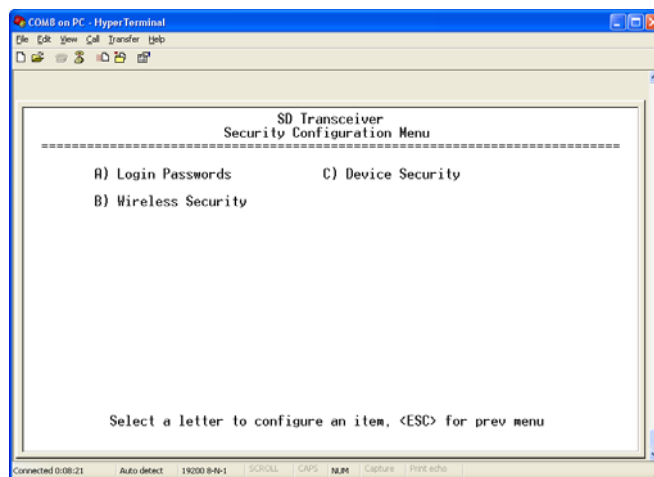 COM8 on PC - HyperTerminal
File Edit View Call Transfer Help
SD Transceiver
Security Configuration Menu
================================================================================
A) Login Passwords C) Device Security
B) Wireless Security
Select a letter to configure an item, <ESC> for prev menu
Connected 0:08:21 Auto detect 19200 8-N-1 SCROLL CAPS NUM Capture Print echo